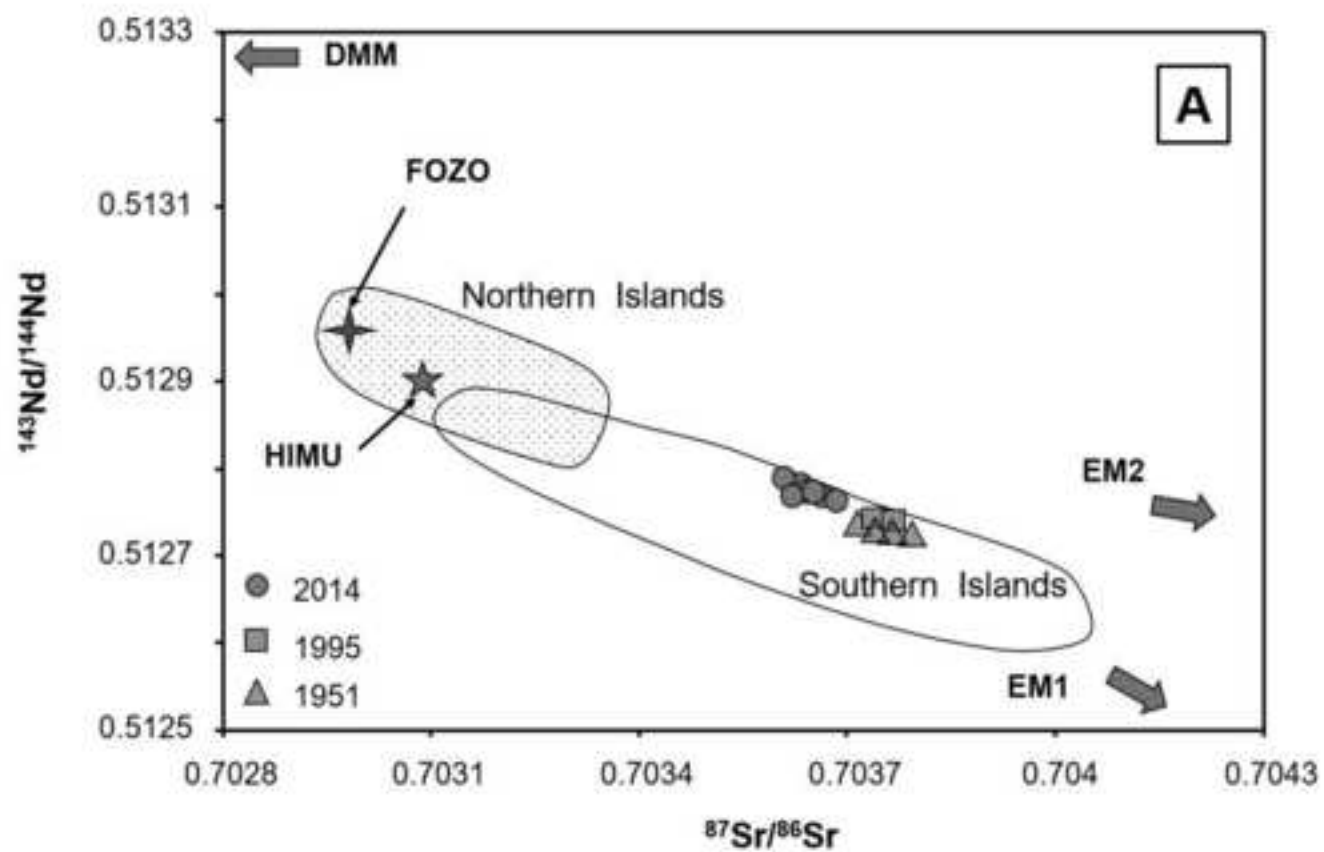 0.5133
DMM
A
FOZO
0.5131
Northern Islands
¹⁴³Nd/¹⁴⁴Nd
0.5129
HIMU
EM2
0.5127
Southern Islands
2014
1995
EM1
1951
0.5125
0.7028 0.7031 0.7034 0.7037 0.704 0.7043
⁸⁷Sr/⁸⁶Sr